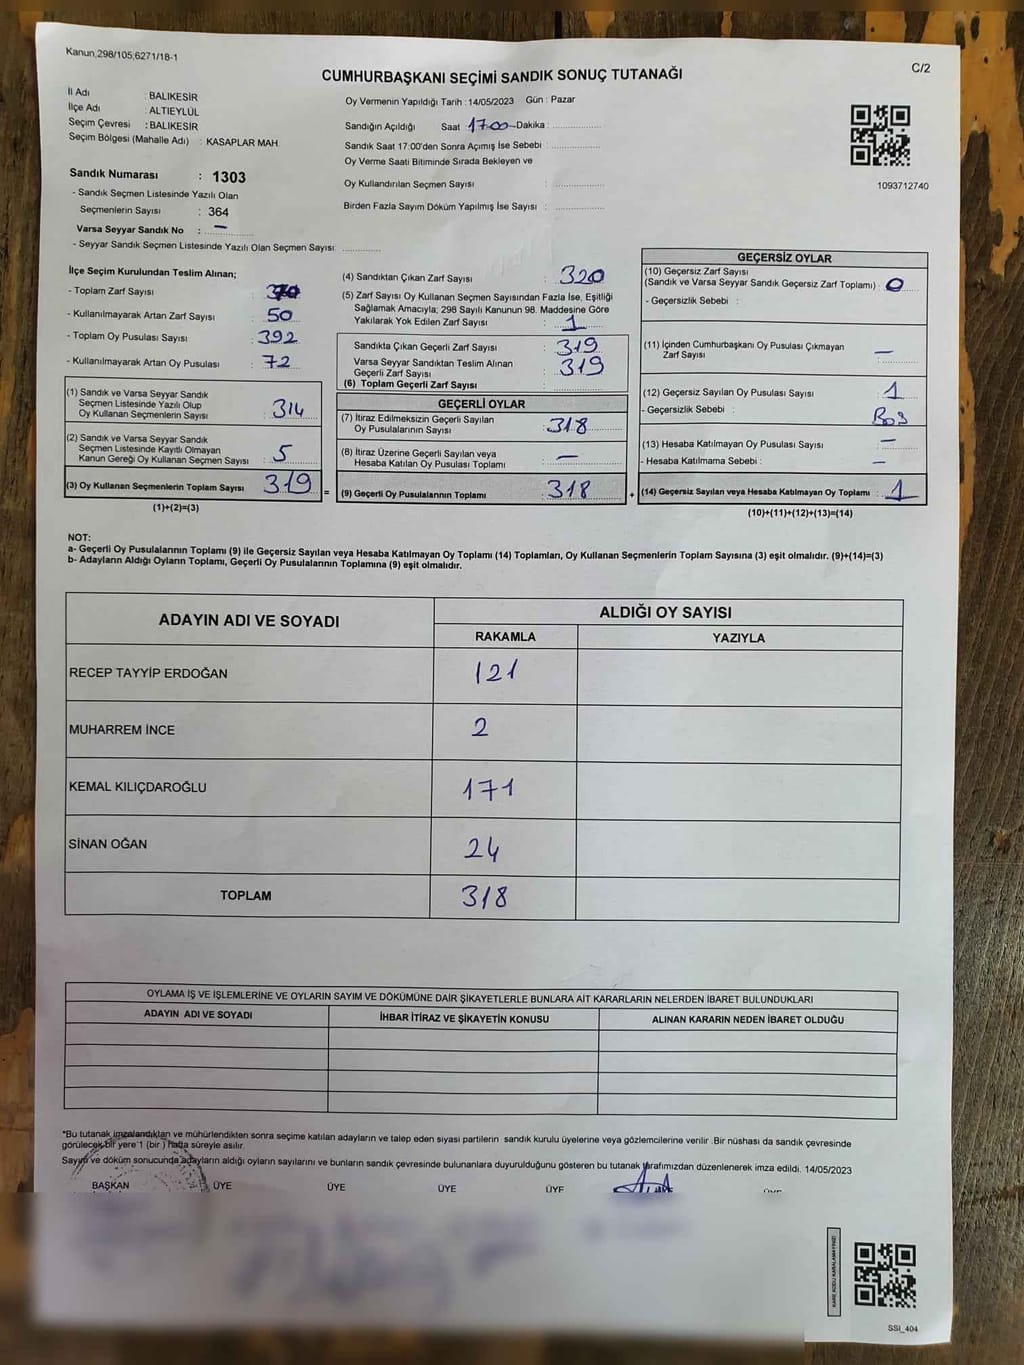 Kanun,298/105,6271/18-1
CUMHURBAŞKANI SEÇİMİ SANDIK SONUÇ TUTANAĞI
C/2
İl Adı : BALIKESİR
İlçe Adı : ALTIEYLÜL
Seçim Çevresi : BALIKESİR
Seçim Bölgesi (Mahalle Adı) : KASAPLAR MAH.
Sandık Numarası : 1303
- Sandık Seçmen Listesinde Yazılı Olan
Seçmenlerin Sayısı : 364
Varsa Seyyar Sandık No : —
- Seyyar Sandık Seçmen Listesinde Yazılı Olan Seçmen Sayısı:
Oy Vermenin Yapıldığı Tarih : 14/05/2023 Gün : Pazar
Sandığın Açıldığı Saat 17:00 Dakika :
Sandık Saat 17:00'den Sonra Açımış İse Sebebi :
Oy Verme Saati Bitiminde Sırada Bekleyen ve
Oy Kullandırılan Seçmen Sayısı :
Birden Fazla Sayım Döküm Yapılmış İse Sayısı :
1093712740
İlçe Seçim Kurulundan Teslim Alınan;
- Toplam Zarf Sayısı : 370
- Kullanılmayarak Artan Zarf Sayısı : 50
- Toplam Oy Pusulası Sayısı : 392
- Kullanılmayarak Artan Oy Pusulası : 72
(1) Sandık ve Varsa Seyyar Sandık
Seçmen Listesinde Yazılı Olup
Oy Kullanan Seçmenlerin Sayısı : 314
(2) Sandık ve Varsa Seyyar Sandık
Seçmen Listesinde Kayıtlı Olmayan
Kanun Gereği Oy Kullanan Seçmen Sayısı : 5
(3) Oy Kullanan Seçmenlerin Toplam Sayısı 319
(1)+(2)=(3)
(4) Sandıktan Çıkan Zarf Sayısı : 320
(5) Zarf Sayısı Oy Kullanan Seçmen Sayısından Fazla İse, Eşitliği
Sağlamak Amacıyla; 298 Sayılı Kanunun 98. Maddesine Göre
Yakılarak Yok Edilen Zarf Sayısı : 1
Sandıkta Çıkan Geçerli Zarf Sayısı : 319
Varsa Seyyar Sandıktan Teslim Alınan
Geçerli Zarf Sayısı : 319
(6) Toplam Geçerli Zarf Sayısı :
GEÇERLİ OYLAR
(7) İtiraz Edilmeksizin Geçerli Sayılan
Oy Pusulalarının Sayısı : 318
(8) İtiraz Üzerine Geçerli Sayılan veya
Hesaba Katılan Oy Pusulası Toplamı : —
(9) Geçerli Oy Pusulalarının Toplamı : 318
=
+
GEÇERSİZ OYLAR
(10) Geçersiz Zarf Sayısı
(Sandık ve Varsa Seyyar Sandık Geçersiz Zarf Toplamı) : 0
- Geçersizlik Sebebi :
(11) İçinden Cumhurbaşkanı Oy Pusulası Çıkmayan
Zarf Sayısı : —
(12) Geçersiz Sayılan Oy Pusulası Sayısı : 1
- Geçersizlik Sebebi : Boş
(13) Hesaba Katılmayan Oy Pusulası Sayısı : —
- Hesaba Katılmama Sebebi : —
(14) Geçersiz Sayılan veya Hesaba Katılmayan Oy Toplamı : 1
(10)+(11)+(12)+(13)=(14)
NOT:
a- Geçerli Oy Pusulalarının Toplamı (9) ile Geçersiz Sayılan veya Hesaba Katılmayan Oy Toplamı (14) Toplamları, Oy Kullanan Seçmenlerin Toplam Sayısına (3) eşit olmalıdır. (9)+(14)=(3)
b- Adayların Aldığı Oyların Toplamı, Geçerli Oy Pusulalarının Toplamına (9) eşit olmalıdır.
ADAYIN ADI VE SOYADI ALDIĞI OY SAYISI
RAKAMLA YAZIYLA
RECEP TAYYİP ERDOĞAN 121
MUHARREM İNCE 2
KEMAL KILIÇDAROĞLU 171
SİNAN OĞAN 24
TOPLAM 318
OYLAMA İŞ VE İŞLEMLERİNE VE OYLARIN SAYIM VE DÖKÜMÜNE DAİR ŞİKAYETLERLE BUNLARA AİT KARARLARIN NELERDEN İBARET BULUNDUKLARI
ADAYIN ADI VE SOYADI İHBAR İTİRAZ VE ŞİKAYETİN KONUSU ALINAN KARARIN NEDEN İBARET OLDUĞU
*Bu tutanak imzalandıktan ve mühürlendikten sonra seçime katılan adayların ve talep eden siyasi partilerin sandık kurulu üyelerine veya gözlemcilerine verilir .Bir nüshası da sandık çevresinde
görülecek bir yere 1 (bir ) hafta süreyle asılır.
Sayım ve döküm sonucunda adayların aldığı oyların sayılarını ve bunların sandık çevresinde bulunanlara duyurulduğunu gösteren bu tutanak tarafımızdan düzenlenerek imza edildi. 14/05/2023
BAŞKAN ÜYE ÜYE ÜYE ÜYE
KARE KODU KARALAMAYINIZ!
SSI_404